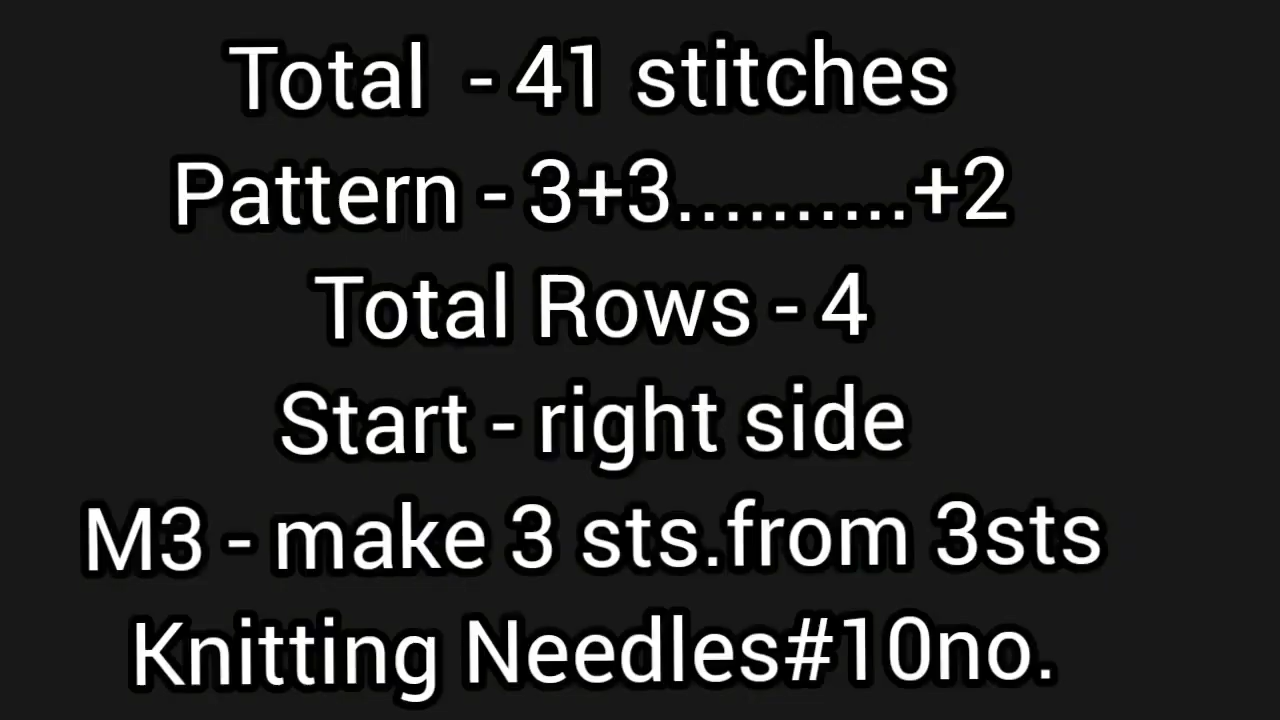 Total - 41 stitches
Pattern - 3+3..........+2
Total Rows - 4
Start - right side
M3 - make 3 sts.from 3sts
Knitting Needles#10no.